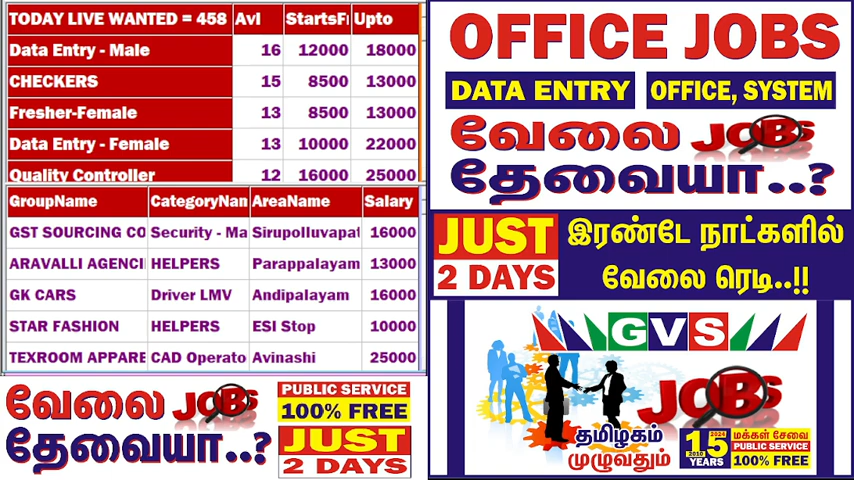 TODAY LIVE WANTED = 458 Avl StartsFr Upto
Data Entry - Male 16 12000 18000
CHECKERS 15 8500 13000
Fresher-Female 13 8500 13000
Data Entry - Female 13 10000 22000
Quality Controller 12 16000 25000
GroupName CategoryNan AreaName Salary
GST SOURCING CO Security - Ma Sirupolluvapat 16000
ARAVALLI AGENCI HELPERS Parappalayam 13000
GK CARS Driver LMV Andipalayam 16000
STAR FASHION HELPERS ESI Stop 10000
TEXROOM APPARE CAD Operato Avinashi 25000
வேலை JOBS
தேவையா..?
PUBLIC SERVICE
100% FREE
JUST
2 DAYS
OFFICE JOBS
DATA ENTRY OFFICE, SYSTEM
வேலை JOBS
தேவையா..?
JUST
2 DAYS
இரண்டே நாட்களில்
வேலை ரெடி..!!
GVS
JOBS
தமிழகம்
முழுவதும்
2010 15 2024
YEARS
மக்கள் சேவை
PUBLIC SERVICE
100% FREE